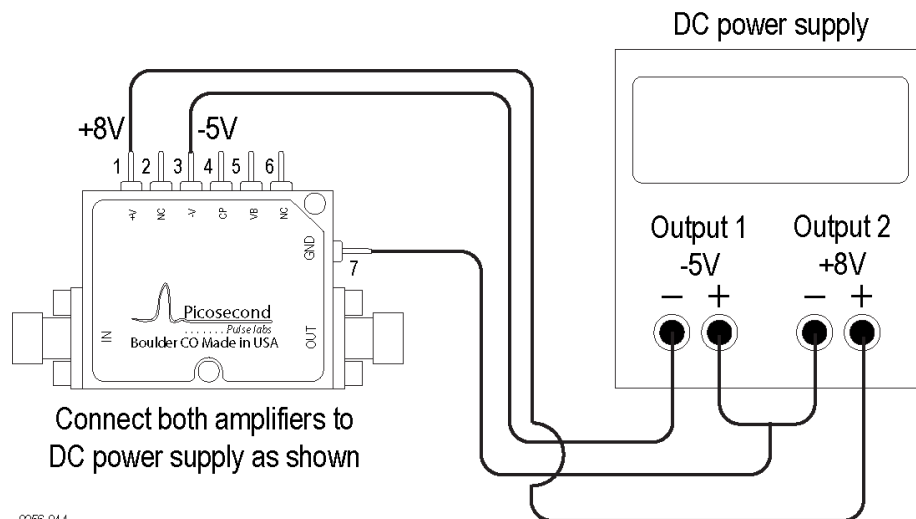 DC power supply
+8V
-5V
1 2 3 4 5 6
+V NC -V CP VB NC
GND
7
Picosecond
....... Pulse labs
Boulder CO Made in USA
IN
OUT
Output 1
-5V
Output 2
+8V
− +
− +
Connect both amplifiers to
DC power supply as shown